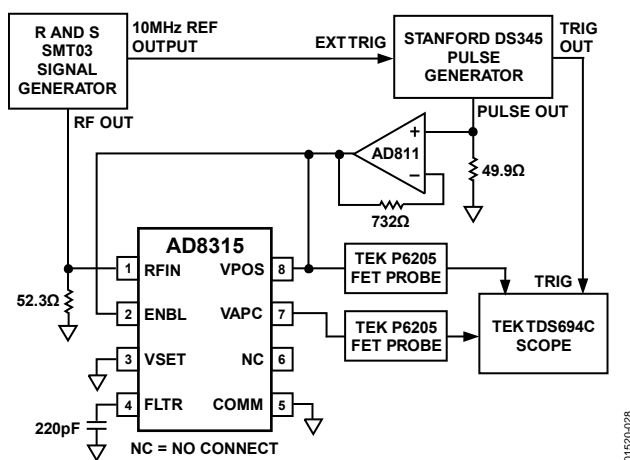 R AND S
SMT03
SIGNAL
GENERATOR
10MHz REF
OUTPUT
EXT TRIG
STANFORD DS345
PULSE
GENERATOR
TRIG
OUT
RF OUT
PULSE OUT
+
AD811
−
49.9Ω
732Ω
AD8315
52.3Ω
1 RFIN
VPOS 8
2 ENBL
VAPC 7
3 VSET
NC 6
4 FLTR
COMM 5
220pF
NC = NO CONNECT
TEK P6205
FET PROBE
TEK P6205
FET PROBE
TRIG
TEK TDS694C
SCOPE
01520-028